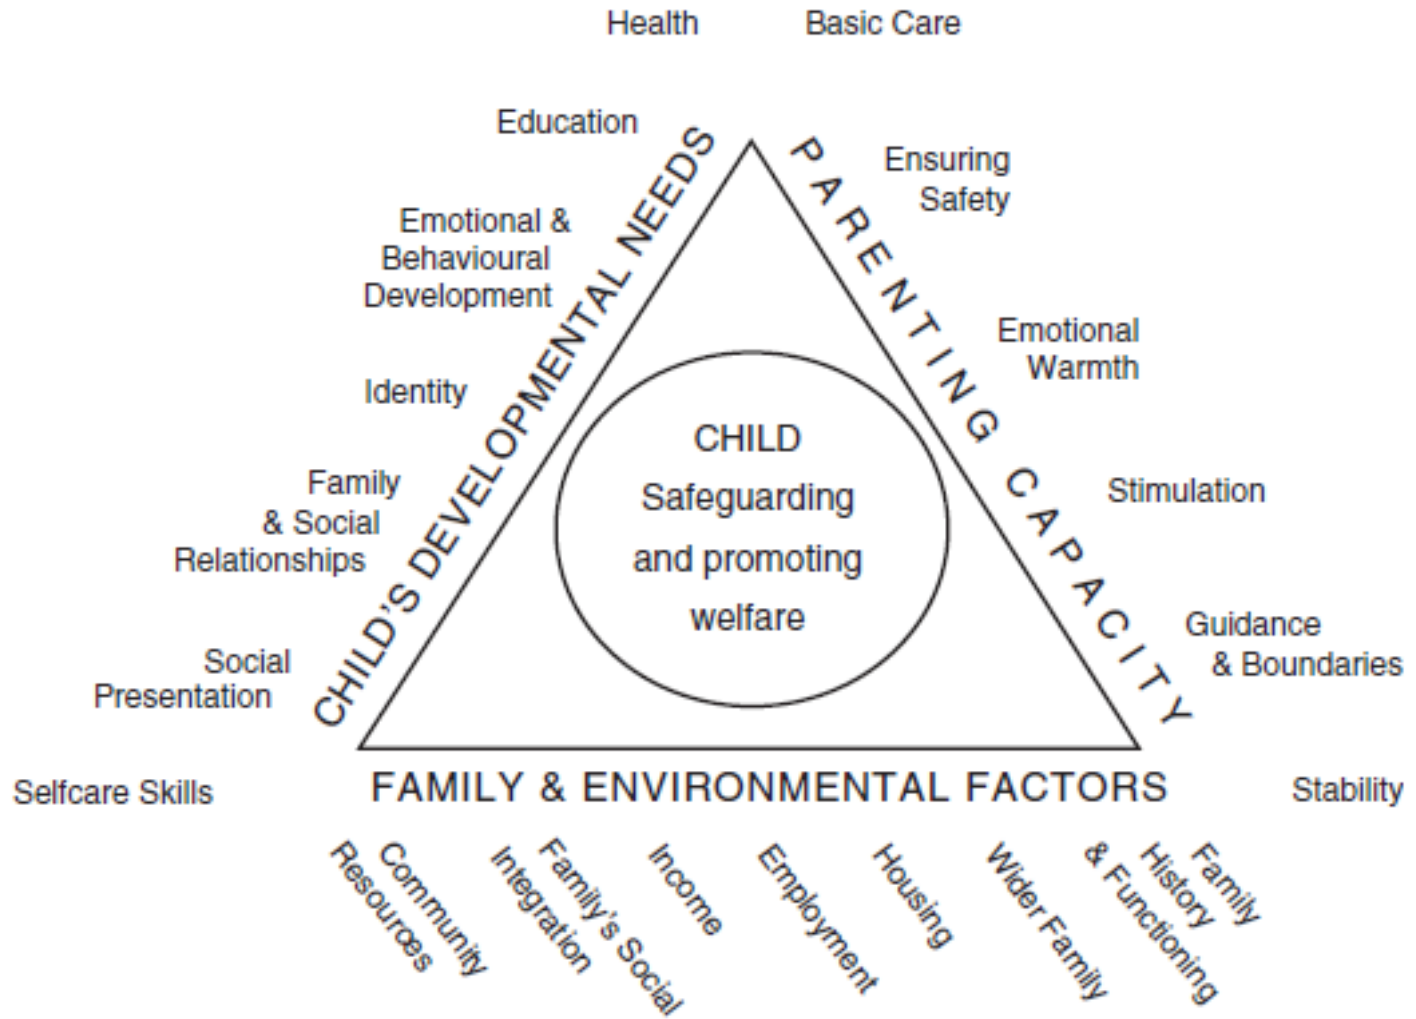 Health
Basic Care
Education
Ensuring
Safety
Emotional &
Behavioural
Development
Emotional
Warmth
Identity
Stimulation
Family
& Social
Relationships
Guidance
& Boundaries
Social
Presentation
Selfcare Skills
Stability
CHILD'S DEVELOPMENTAL NEEDS
PARENTING CAPACITY
CHILD
Safeguarding
and promoting
welfare
FAMILY & ENVIRONMENTAL FACTORS
Community
Resources
Family's Social
Integration
Income
Employment
Housing
Wider Family
Family
History
& Functioning